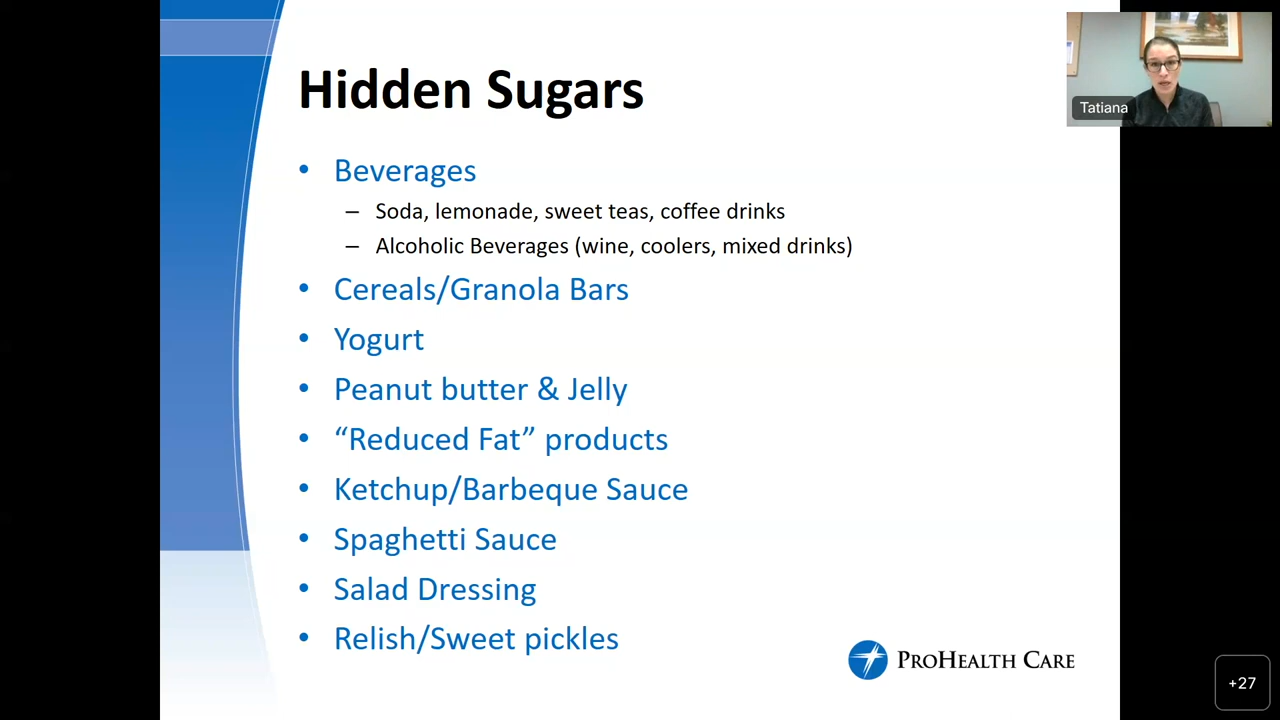 Hidden Sugars
• Beverages
– Soda, lemonade, sweet teas, coffee drinks
– Alcoholic Beverages (wine, coolers, mixed drinks)
• Cereals/Granola Bars
• Yogurt
• Peanut butter & Jelly
• “Reduced Fat” products
• Ketchup/Barbeque Sauce
• Spaghetti Sauce
• Salad Dressing
• Relish/Sweet pickles
PROHEALTH CARE
Tatiana
+27